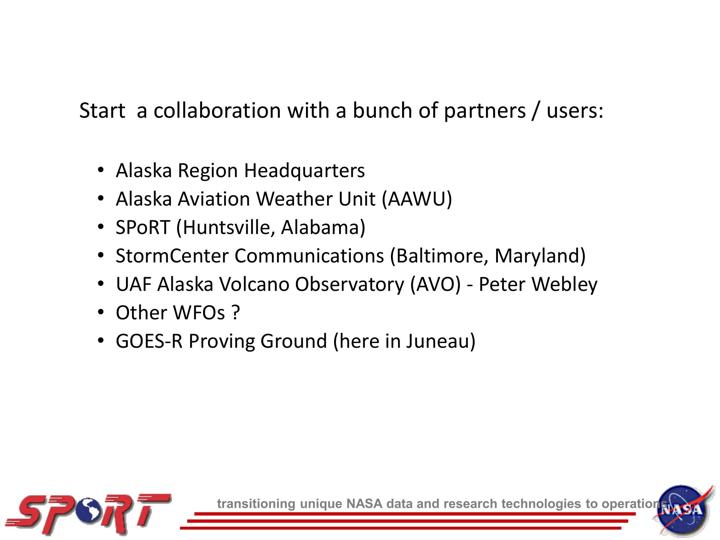 Start  a collaboration with a bunch of partners / users:
• Alaska Region Headquarters
• Alaska Aviation Weather Unit (AAWU)
• SPoRT (Huntsville, Alabama)
• StormCenter Communications (Baltimore, Maryland)
• UAF Alaska Volcano Observatory (AVO) - Peter Webley
• Other WFOs ?
• GOES-R Proving Ground (here in Juneau)
transitioning unique NASA data and research technologies to operations
SPoRT
NASA